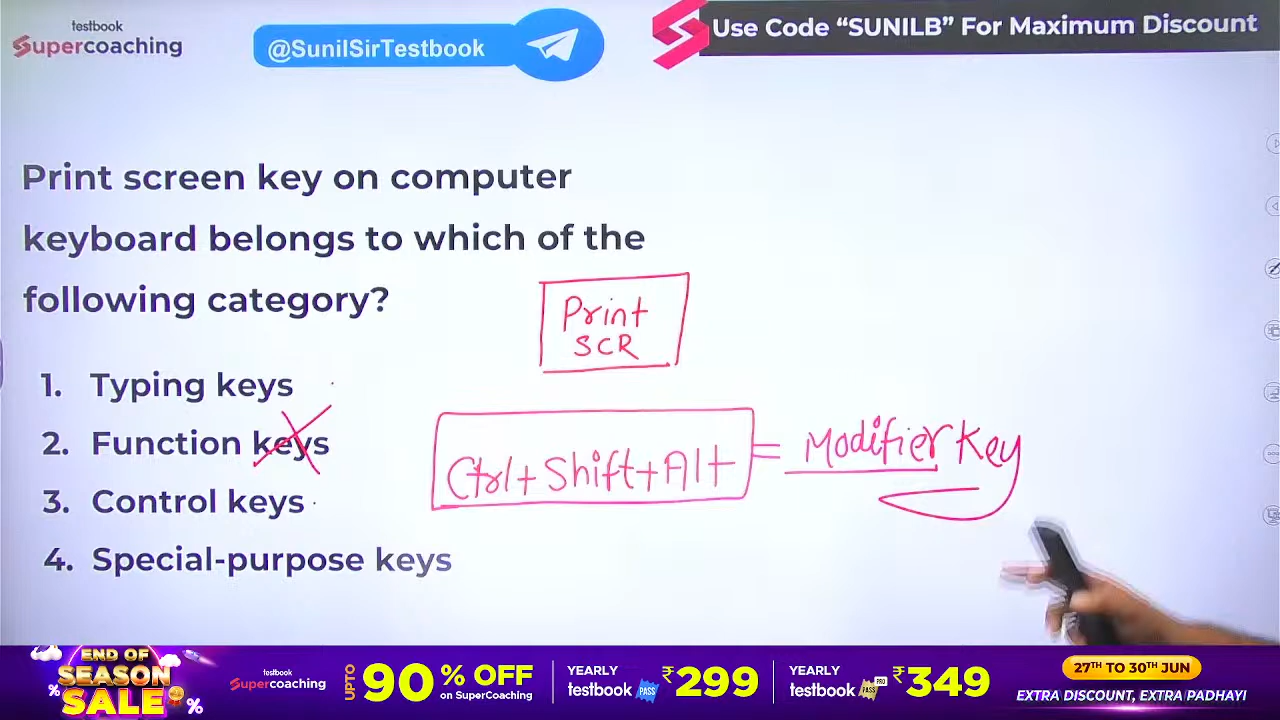 testbook
Supercoaching
@SunilSirTestbook
Use Code “SUNILB” For Maximum Discount
Print screen key on computer
keyboard belongs to which of the
following category?
Print
SCR
1. Typing keys
2. Function keys
3. Control keys
4. Special-purpose keys
Ctrl+Shift+Alt = Modifier Key
END OF
SEASON
SALE
%
%
testbook
Supercoaching
UPTO
90% OFF
on SuperCoaching
YEARLY
testbook PASS
₹299
YEARLY
testbook PASS PRO
₹349
27TH TO 30TH JUN
EXTRA DISCOUNT, EXTRA PADHAYI